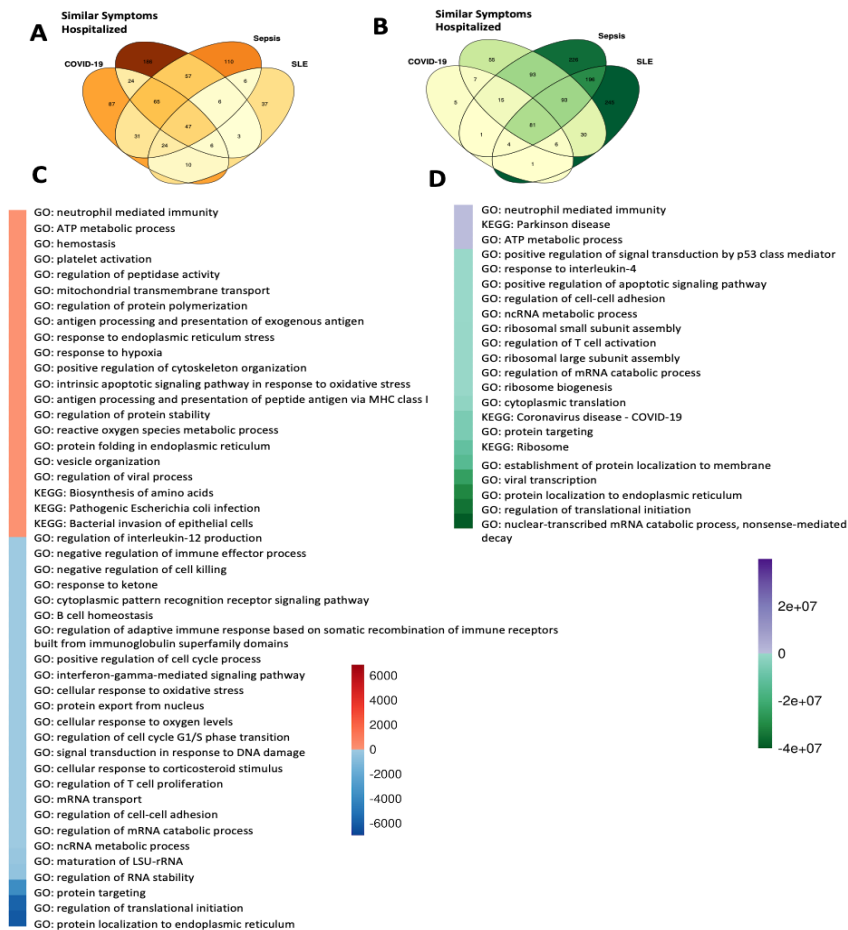 Similar Symptoms
Hospitalized
A
Sepsis
COVID-19
SLE
110
24
57
6
67
65
6
37
47
31
3
24
6
10
Similar Symptoms
Hospitalized
B
Sepsis
COVID-19
SLE
55
7
93
5
15
93
61
1
30
4
6
1
C
GO: neutrophil mediated immunity
GO: ATP metabolic process
GO: hemostasis
GO: platelet activation
GO: regulation of peptidase activity
GO: mitochondrial transmembrane transport
GO: regulation of protein polymerization
GO: antigen processing and presentation of exogenous antigen
GO: response to endoplasmic reticulum stress
GO: response to hypoxia
GO: positive regulation of cytoskeleton organization
GO: intrinsic apoptotic signaling pathway in response to oxidative stress
GO: antigen processing and presentation of peptide antigen via MHC class I
GO: regulation of protein stability
GO: reactive oxygen species metabolic process
GO: protein folding in endoplasmic reticulum
GO: vesicle organization
GO: regulation of viral process
KEGG: Biosynthesis of amino acids
KEGG: Pathogenic Escherichia coli infection
KEGG: Bacterial invasion of epithelial cells
GO: regulation of interleukin-12 production
GO: negative regulation of immune effector process
GO: negative regulation of cell killing
GO: response to ketone
GO: cytoplasmic pattern recognition receptor signaling pathway
GO: B cell homeostasis
GO: regulation of adaptive immune response based on somatic recombination of immune receptors
built from immunoglobulin superfamily domains
GO: positive regulation of cell cycle process
GO: interferon-gamma-mediated signaling pathway
GO: cellular response to oxidative stress
GO: protein export from nucleus
GO: cellular response to oxygen levels
GO: regulation of cell cycle G1/S phase transition
GO: signal transduction in response to DNA damage
GO: cellular response to corticosteroid stimulus
GO: regulation of T cell proliferation
GO: mRNA transport
GO: regulation of cell-cell adhesion
GO: regulation of mRNA catabolic process
GO: ncRNA metabolic process
GO: maturation of LSU-rRNA
GO: regulation of RNA stability
GO: protein targeting
GO: regulation of translational initiation
GO: protein localization to endoplasmic reticulum
6000
4000
2000
0
-2000
-4000
-6000
D
GO: neutrophil mediated immunity
KEGG: Parkinson disease
GO: ATP metabolic process
GO: positive regulation of signal transduction by p53 class mediator
GO: response to interleukin-4
GO: positive regulation of apoptotic signaling pathway
GO: regulation of cell-cell adhesion
GO: ncRNA metabolic process
GO: ribosomal small subunit assembly
GO: regulation of T cell activation
GO: ribosomal large subunit assembly
GO: regulation of mRNA catabolic process
GO: ribosome biogenesis
GO: cytoplasmic translation
KEGG: Coronavirus disease - COVID-19
GO: protein targeting
KEGG: Ribosome
GO: establishment of protein localization to membrane
GO: viral transcription
GO: protein localization to endoplasmic reticulum
GO: regulation of translational initiation
GO: nuclear-transcribed mRNA catabolic process, nonsense-mediated
decay
2e+07
0
-2e+07
-4e+07